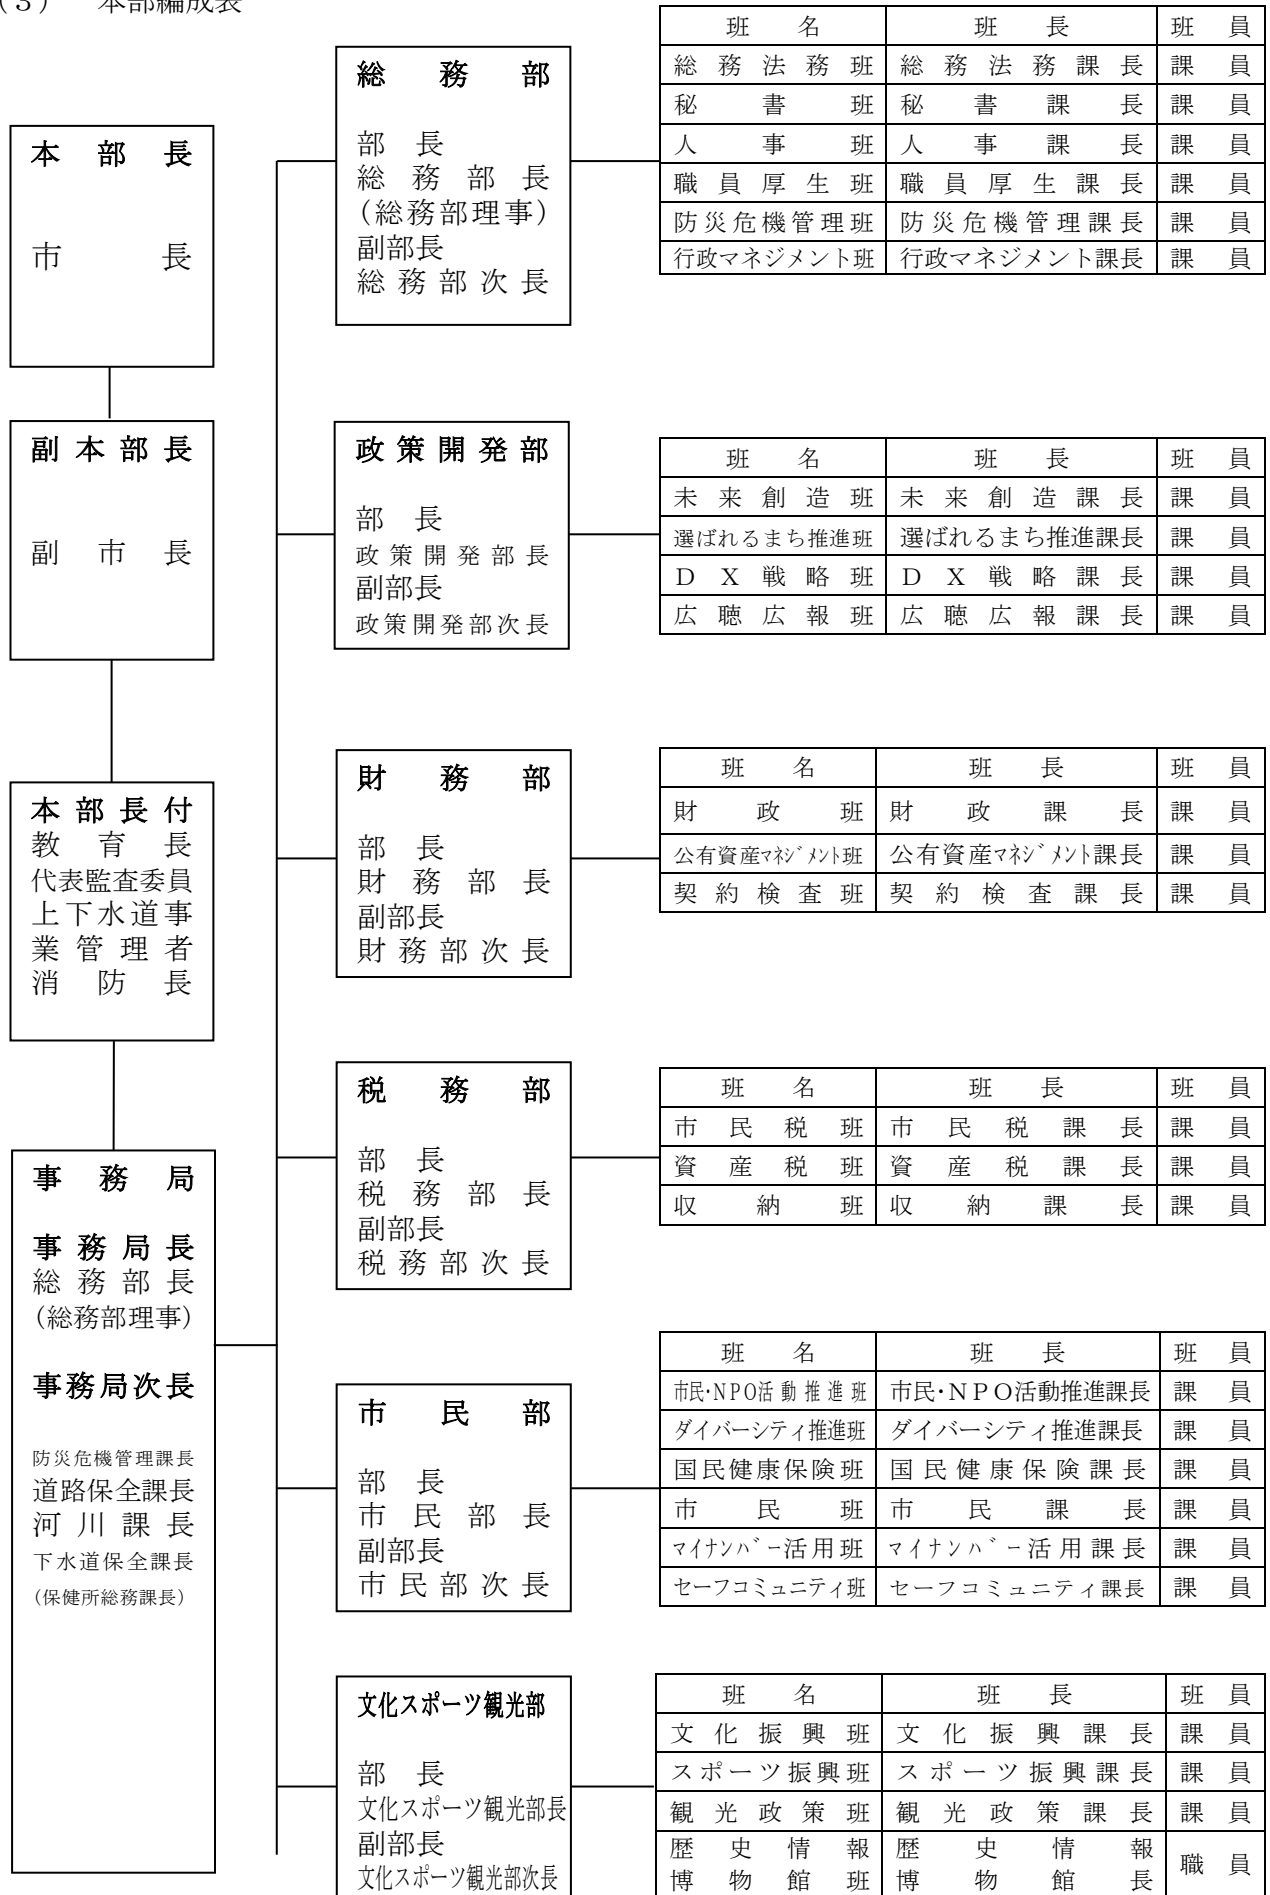 （３）　本部編成表
本部長
市長
副本部長
副市長
本部長付
教育長
代表監査委員
上下水道事
業管理者
消防長
事務局
事務局長
総務部長
（総務部理事）
事務局次長
防災危機管理課長
道路保全課長
河川課長
下水道保全課長
（保健所総務課長）
総務部
部長
総務部長
（総務部理事）
副部長
総務部次長
班名　班長　班員
総務法務班　総務法務課長　課員
秘書班　秘書課長　課員
人事班　人事課長　課員
職員厚生班　職員厚生課長　課員
防災危機管理班　防災危機管理課長　課員
行政マネジメント班　行政マネジメント課長　課員
政策開発部
部長
政策開発部長
副部長
政策開発部次長
班名　班長　班員
未来創造班　未来創造課長　課員
選ばれるまち推進班　選ばれるまち推進課長　課員
ＤＸ戦略班　ＤＸ戦略課長　課員
広聴広報班　広聴広報課長　課員
財務部
部長
財務部長
副部長
財務部次長
班名　班長　班員
財政班　財政課長　課員
公有資産ﾏﾈｼﾞﾒﾝﾄ班　公有資産ﾏﾈｼﾞﾒﾝﾄ課長　課員
契約検査班　契約検査課長　課員
税務部
部長
税務部長
副部長
税務部次長
班名　班長　班員
市民税班　市民税課長　課員
資産税班　資産税課長　課員
収納班　収納課長　課員
市民部
部長
市民部長
副部長
市民部次長
班名　班長　班員
市民・NPO活動推進班　市民・ＮＰＯ活動推進課長　課員
ダイバーシティ推進班　ダイバーシティ推進課長　課員
国民健康保険班　国民健康保険課長　課員
市民班　市民課長　課員
ﾏｲﾅﾝﾊﾞｰ活用班　ﾏｲﾅﾝﾊﾞｰ活用課長　課員
セーフコミュニティ班　セーフコミュニティ課長　課員
文化スポーツ観光部
部長
文化スポーツ観光部長
副部長
文化スポーツ観光部次長
班名　班長　班員
文化振興班　文化振興課長　課員
スポーツ振興班　スポーツ振興課長　課員
観光政策班　観光政策課長　課員
歴史情報　歴史情報　職員
博物館班　博物館長